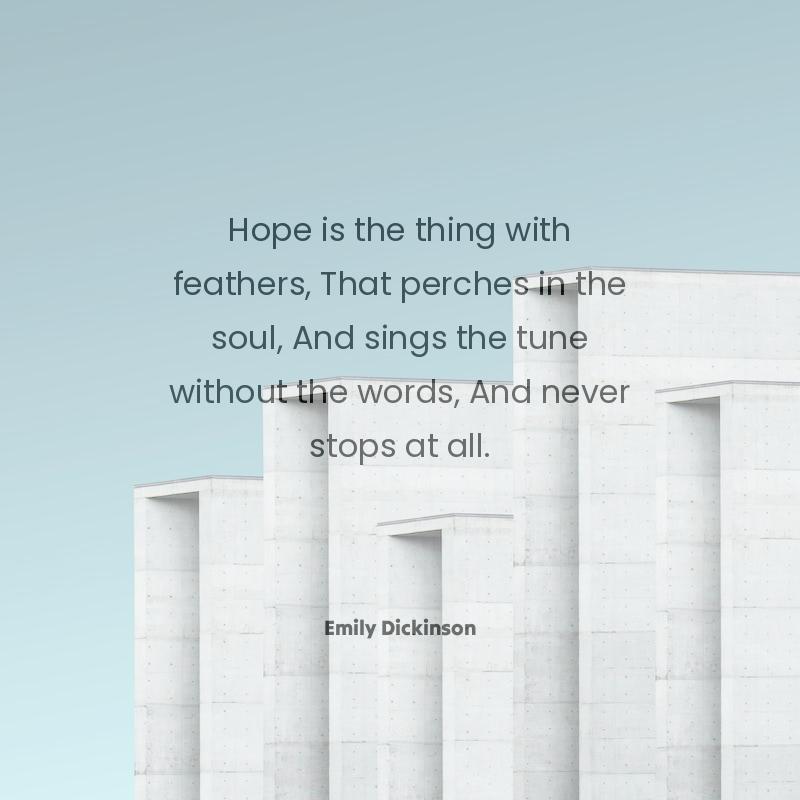 Hope is the thing with
feathers, That perches in the
soul, And sings the tune
without the words, And never
stops at all.
Emily Dickinson